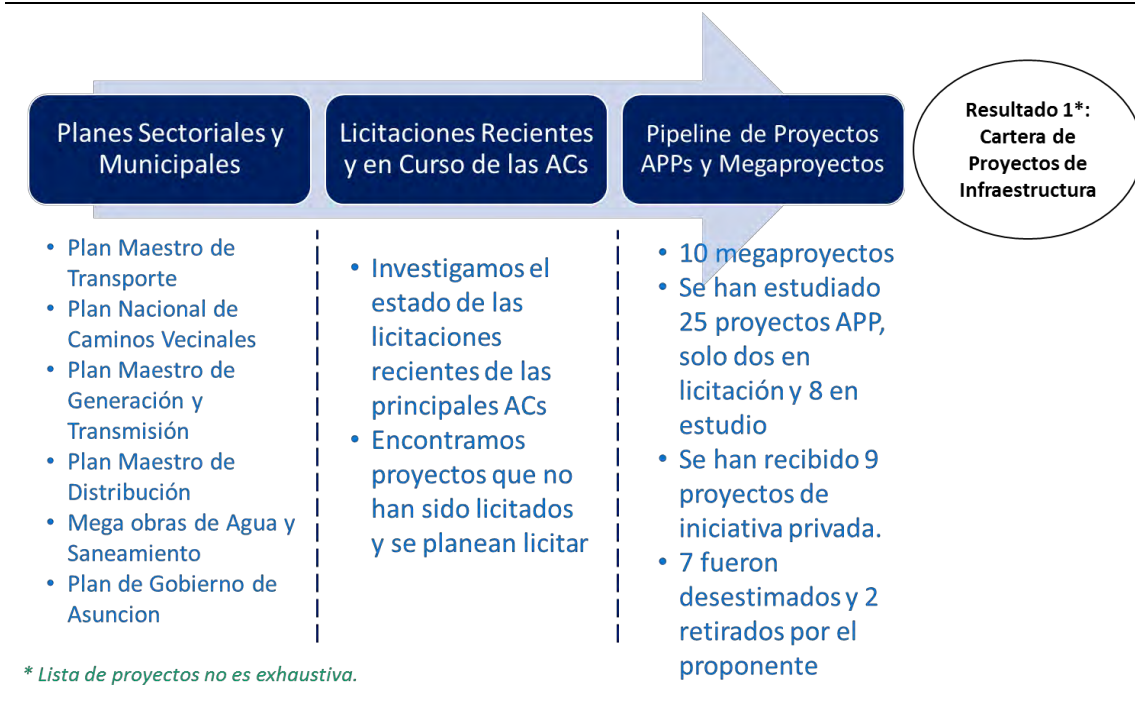 Planes Sectoriales y
Municipales
Licitaciones Recientes
y en Curso de las ACs
Pipeline de Proyectos
APPs y Megaproyectos
Resultado 1*:
Cartera de
Proyectos de
Infraestructura
• Plan Maestro de
Transporte
• Plan Nacional de
Caminos Vecinales
• Plan Maestro de
Generación y
Transmisión
• Plan Maestro de
Distribución
• Mega obras de Agua y
Saneamiento
• Plan de Gobierno de
Asuncion
• Investigamos el
estado de las
licitaciones
recientes de las
principales ACs
• Encontramos
proyectos que no
han sido licitados
y se planean licitar
• 10 megaproyectos
• Se han estudiado
25 proyectos APP,
solo dos en
licitación y 8 en
estudio
• Se han recibido 9
proyectos de
iniciativa privada.
• 7 fueron
desestimados y 2
retirados por el
proponente
* Lista de proyectos no es exhaustiva.